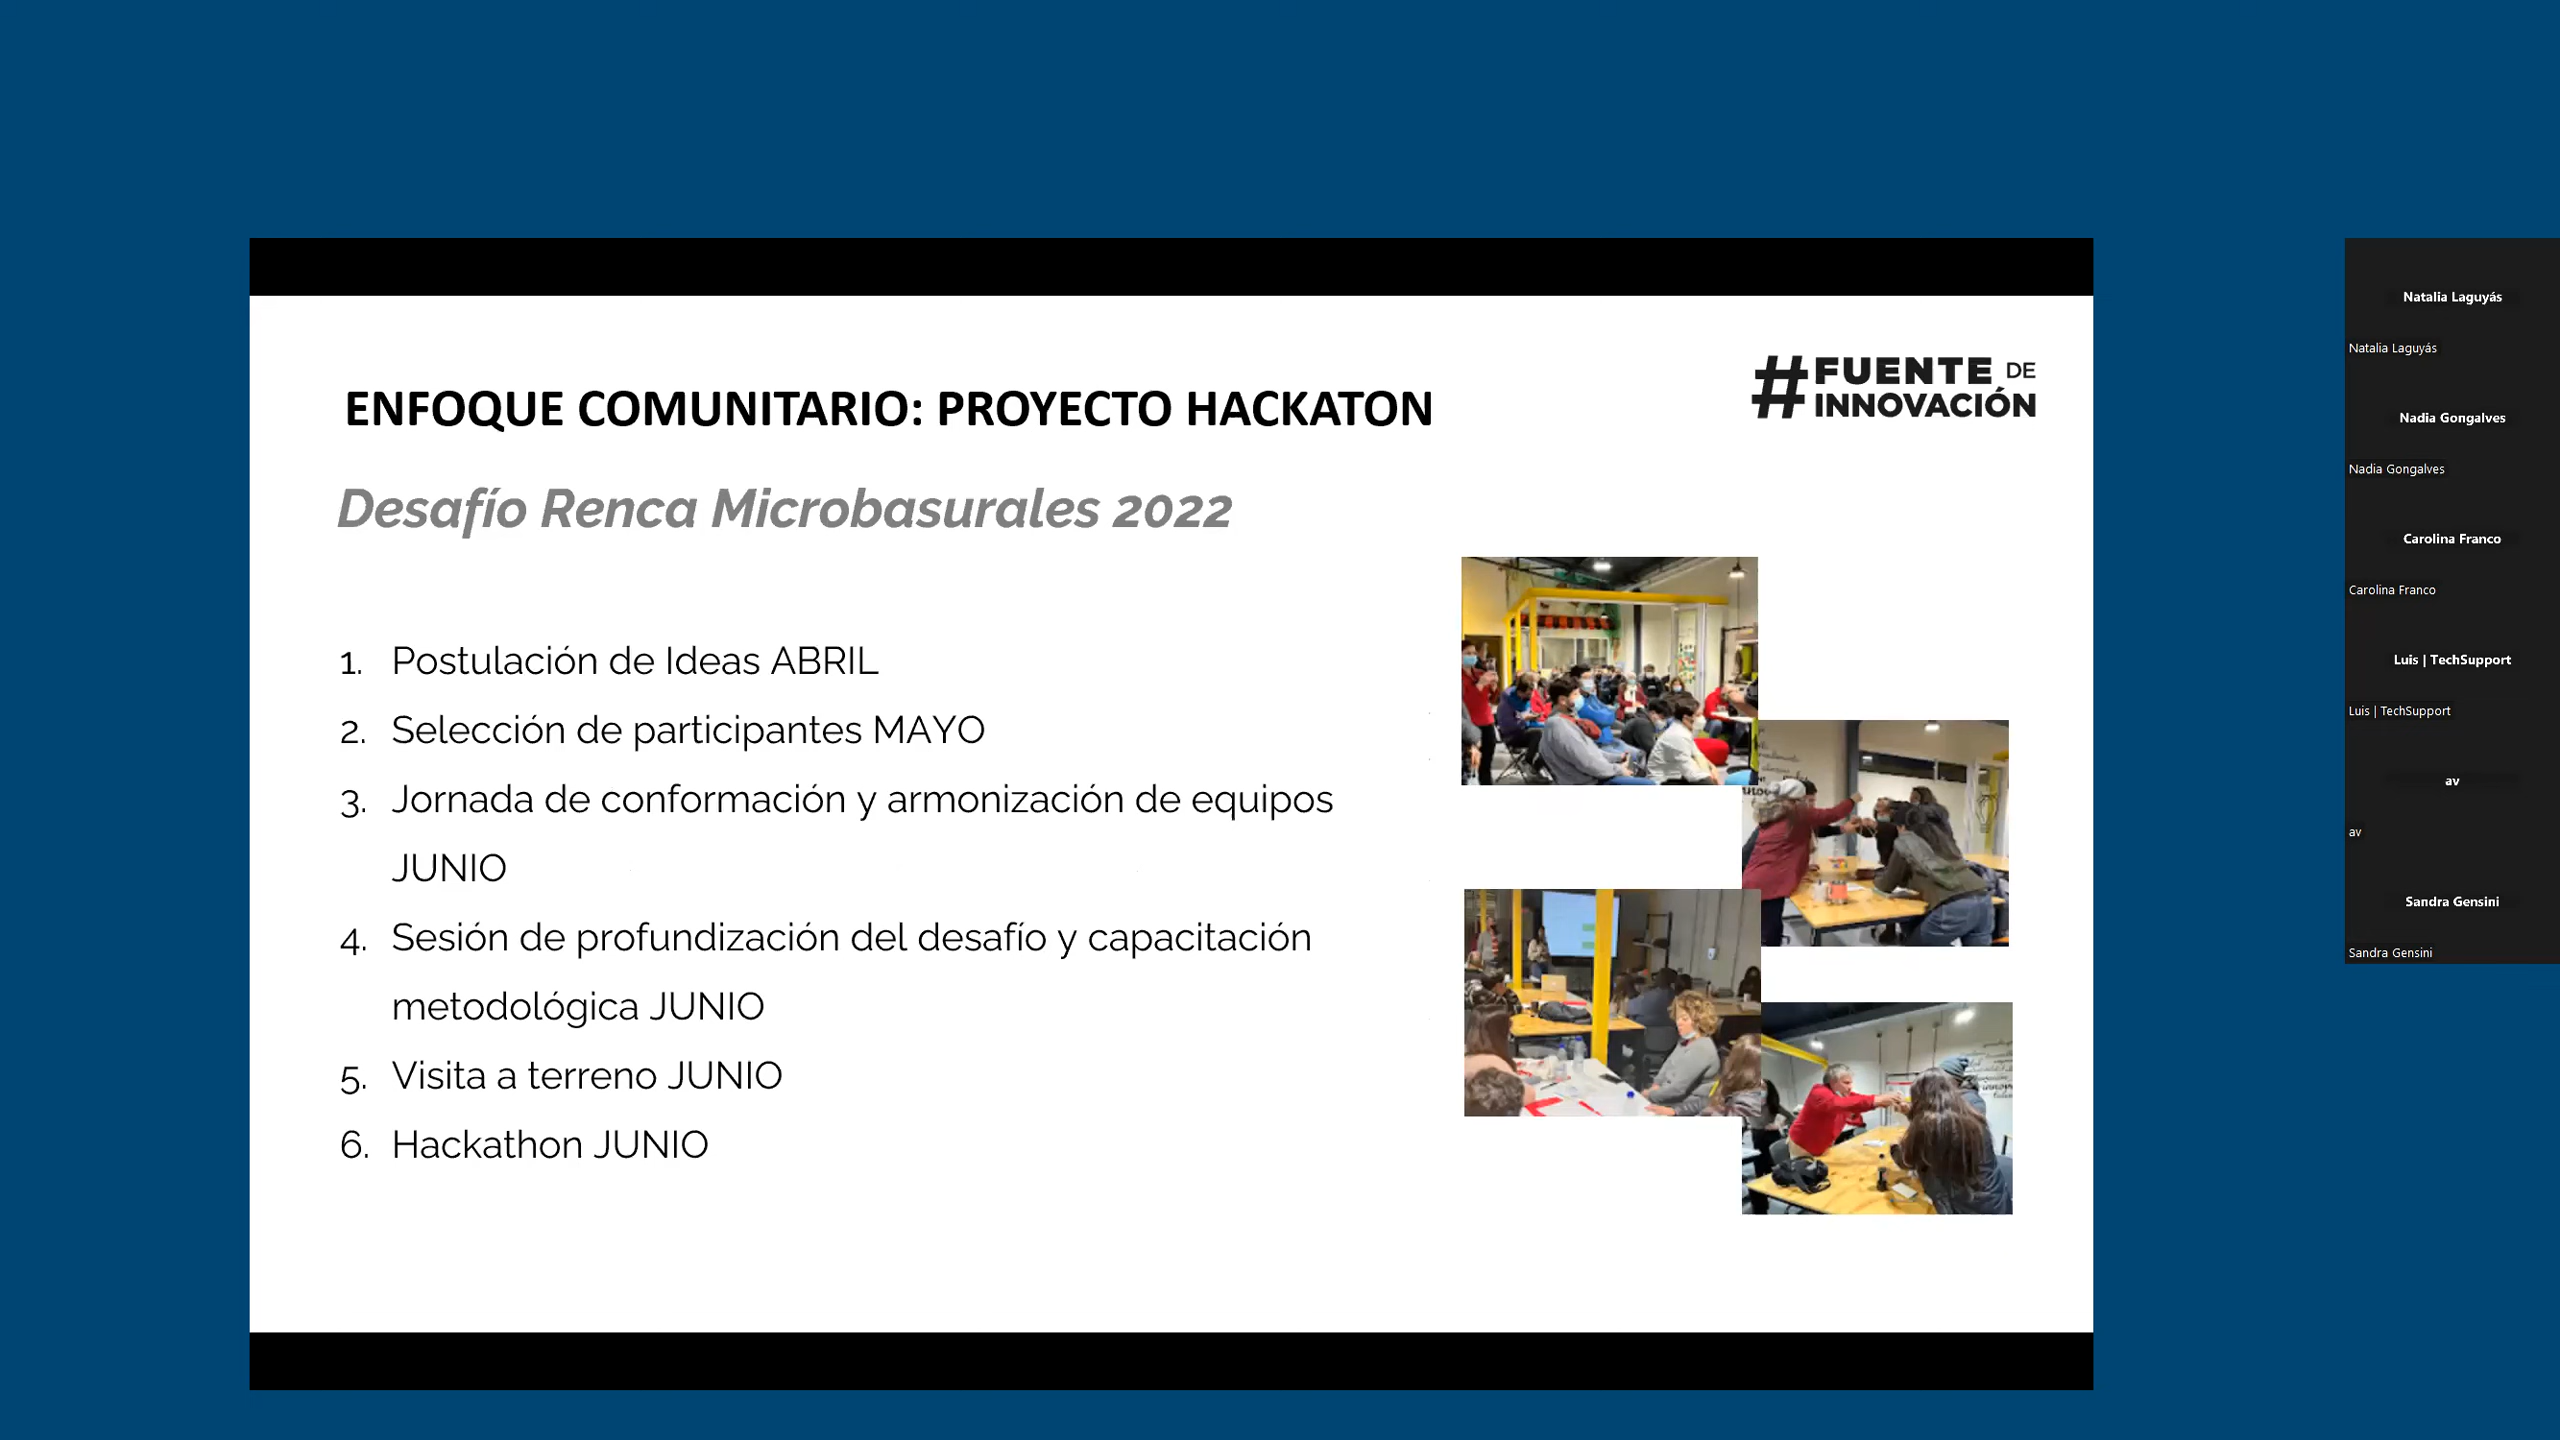 ENFOQUE COMUNITARIO: PROYECTO HACKATON
#FUENTE DE
INNOVACIÓN
Desafío Renca Microbasurales 2022
1. Postulación de Ideas ABRIL
2. Selección de participantes MAYO
3. Jornada de conformación y armonización de equipos
JUNIO
4. Sesión de profundización del desafío y capacitación
metodológica JUNIO
5. Visita a terreno JUNIO
6. Hackathon JUNIO
Natalia Laguyás
Natalia Laguyás
Nadia Gongalves
Nadia Gongalves
Carolina Franco
Carolina Franco
Luis | TechSupport
Luis | TechSupport
av
av
Sandra Gensini
Sandra Gensini